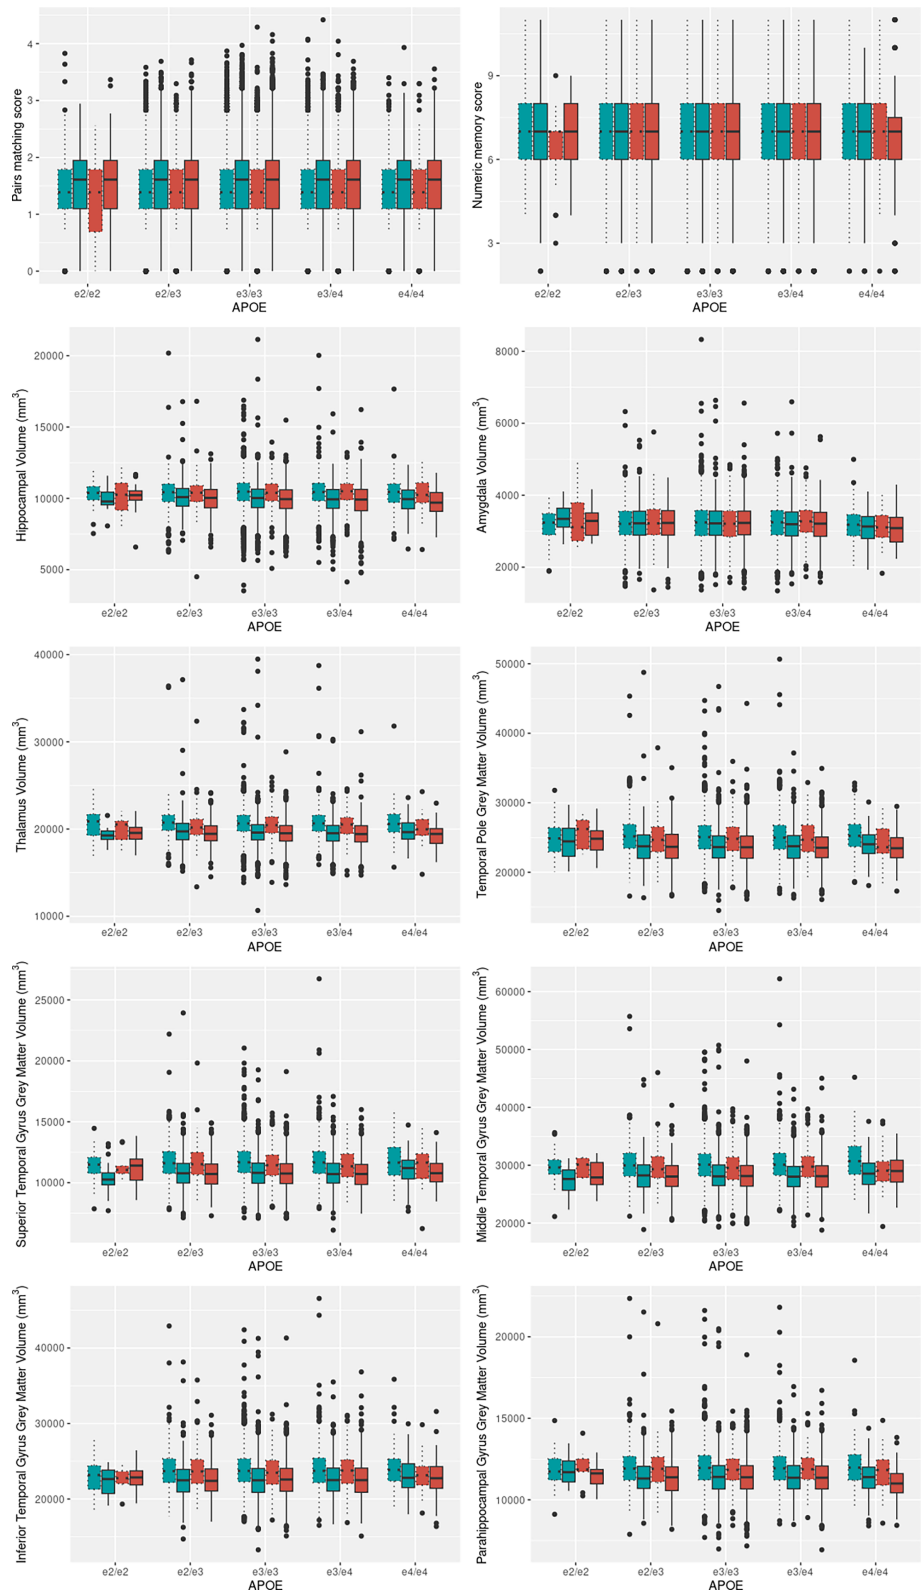 Pairs matching score
4
3
2
1
0
e2/e2 e2/e3 e3/e3 e3/e4 e4/e4
APOE
Numeric memory score
9
6
3
e2/e2 e2/e3 e3/e3 e3/e4 e4/e4
APOE
Hippocampal Volume (mm³)
20000
15000
10000
5000
e2/e2 e2/e3 e3/e3 e3/e4 e4/e4
APOE
Amygdala Volume (mm³)
8000
6000
4000
2000
e2/e2 e2/e3 e3/e3 e3/e4 e4/e4
APOE
Thalamus Volume (mm³)
40000
30000
20000
10000
e2/e2 e2/e3 e3/e3 e3/e4 e4/e4
APOE
Temporal Pole Grey Matter Volume (mm³)
50000
40000
30000
20000
e2/e2 e2/e3 e3/e3 e3/e4 e4/e4
APOE
Superior Temporal Gyrus Grey Matter Volume (mm³)
25000
20000
15000
10000
e2/e2 e2/e3 e3/e3 e3/e4 e4/e4
APOE
Middle Temporal Gyrus Grey Matter Volume (mm³)
60000
50000
40000
30000
20000
e2/e2 e2/e3 e3/e3 e3/e4 e4/e4
APOE
Inferior Temporal Gyrus Grey Matter Volume (mm³)
40000
30000
20000
e2/e2 e2/e3 e3/e3 e3/e4 e4/e4
APOE
Parahippocampal Gyrus Grey Matter Volume (mm³)
20000
15000
10000
e2/e2 e2/e3 e3/e3 e3/e4 e4/e4
APOE